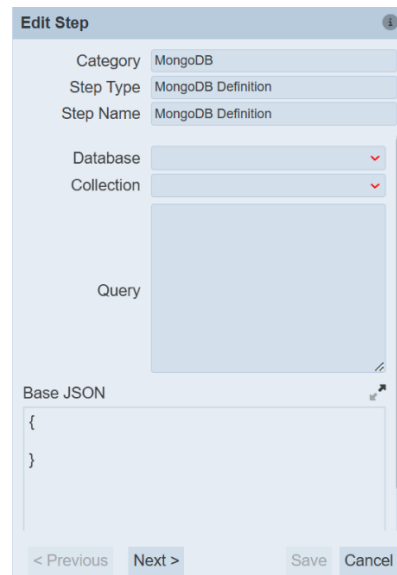 Edit Step
Category MongoDB
Step Type MongoDB Definition
Step Name MongoDB Definition
Database
Collection
Query
Base JSON
{
}
< Previous Next > Save Cancel